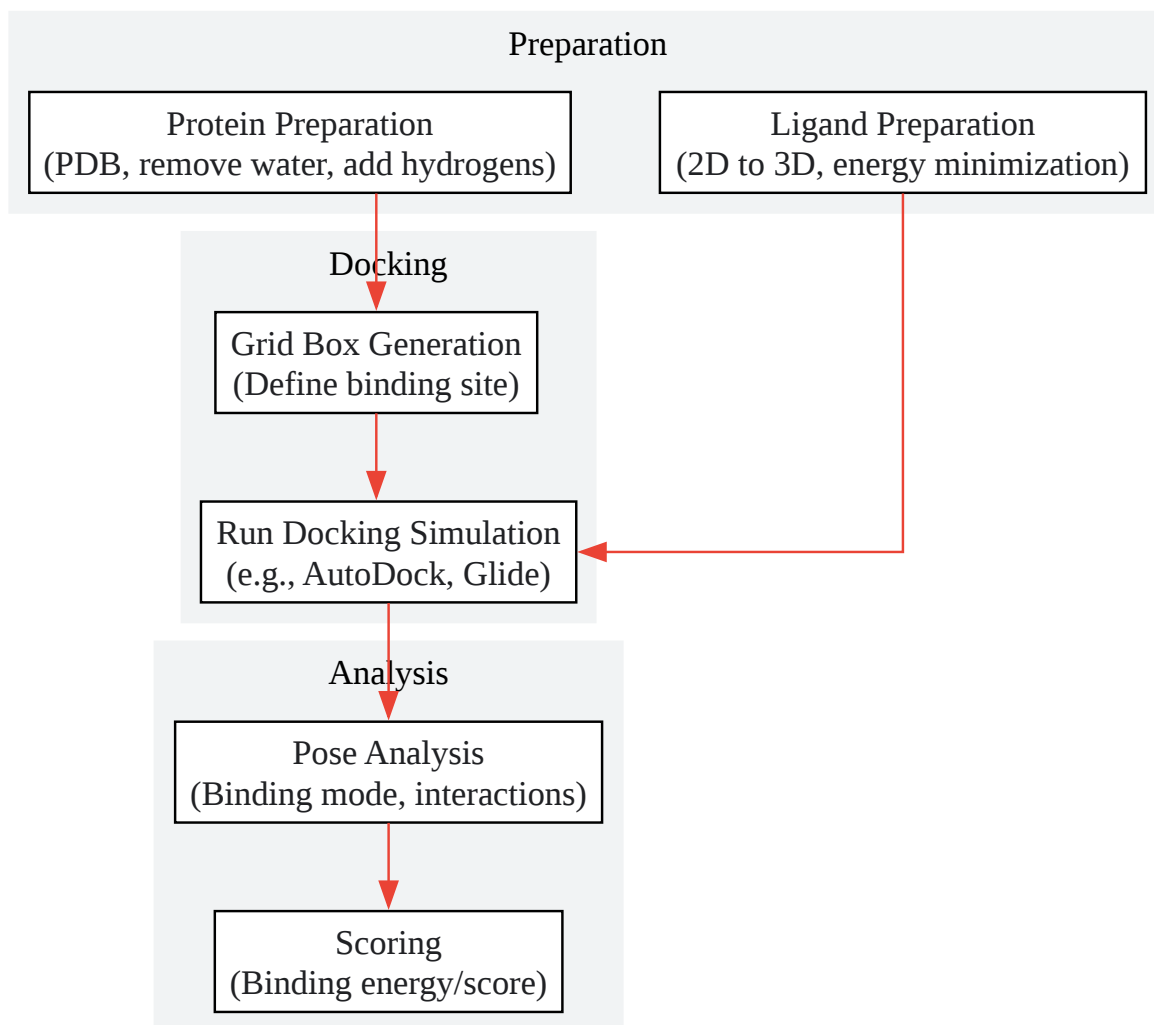 Preparation
Protein Preparation
(PDB, remove water, add hydrogens)
Ligand Preparation
(2D to 3D, energy minimization)
Docking
Grid Box Generation
(Define binding site)
Run Docking Simulation
(e.g., AutoDock, Glide)
Analysis
Pose Analysis
(Binding mode, interactions)
Scoring
(Binding energy/score)